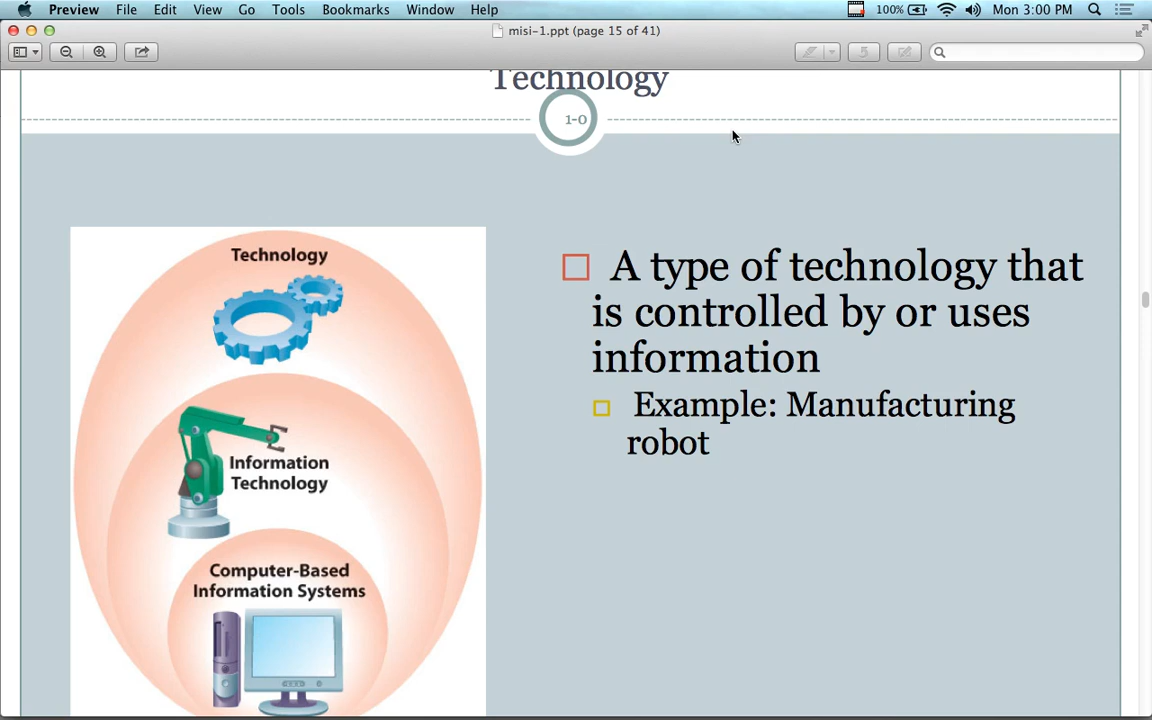 Preview File Edit View Go Tools Bookmarks Window Help 100% Mon 3:00 PM
misi-1.ppt (page 15 of 41)
Technology
1-0
Technology
Information
Technology
Computer-Based
Information Systems
A type of technology that
is controlled by or uses
information
Example: Manufacturing
robot